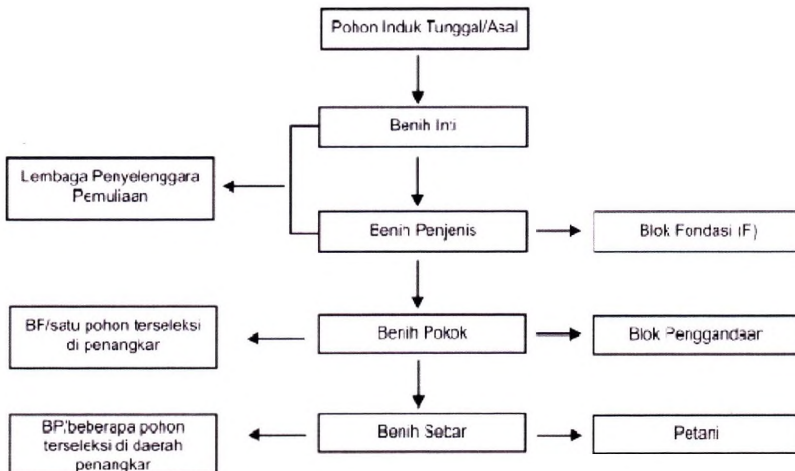 Pohon Induk Tunggal/Asal
Benih Inti
Lembaga Penyelenggara
Pemuliaan
Benih Penjenis
Blok Fondasi (F)
BF/satu pohon terseleksi
di penangkar
Benih Pokok
Blok Penggandaan
BP/beberapa pohon
terseleksi di daerah
penangkar
Benih Sebar
Petani